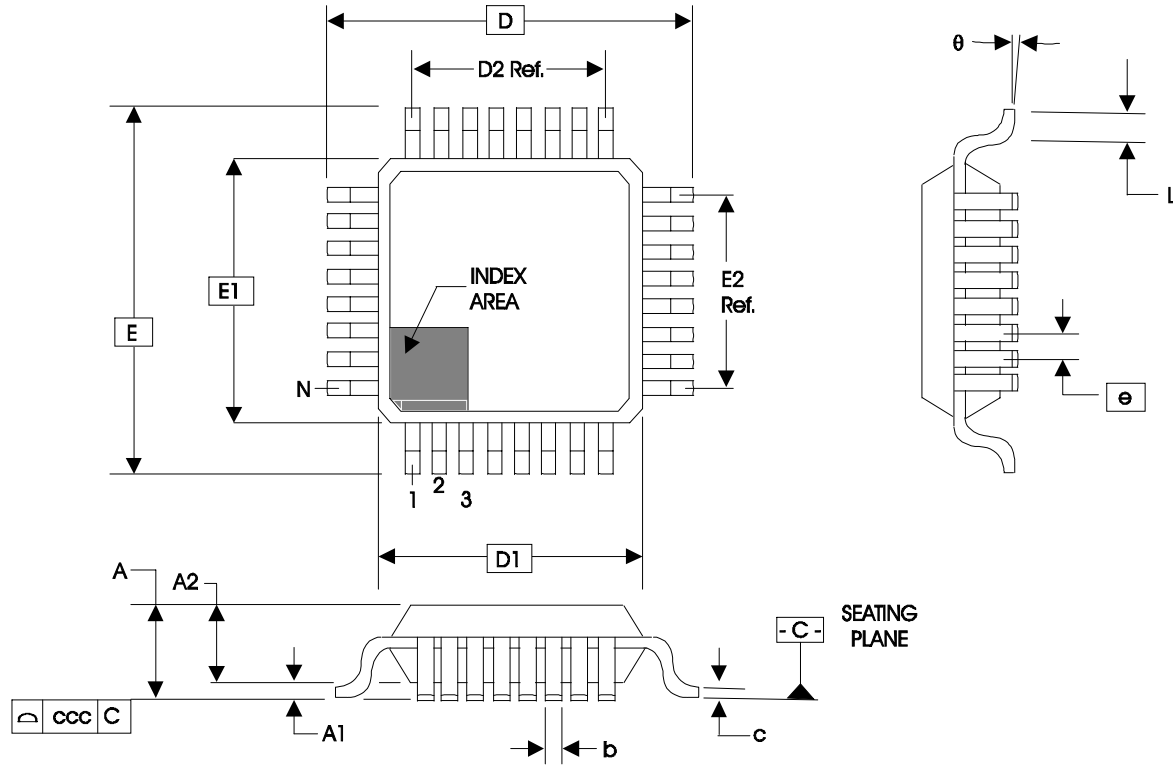 D
D2 Ref.
θ
L
E1
E
INDEX
AREA
E2
Ref.
N
e
1
2
3
D1
A
A2
- C -
SEATING
PLANE
ccc C
A1
b
c